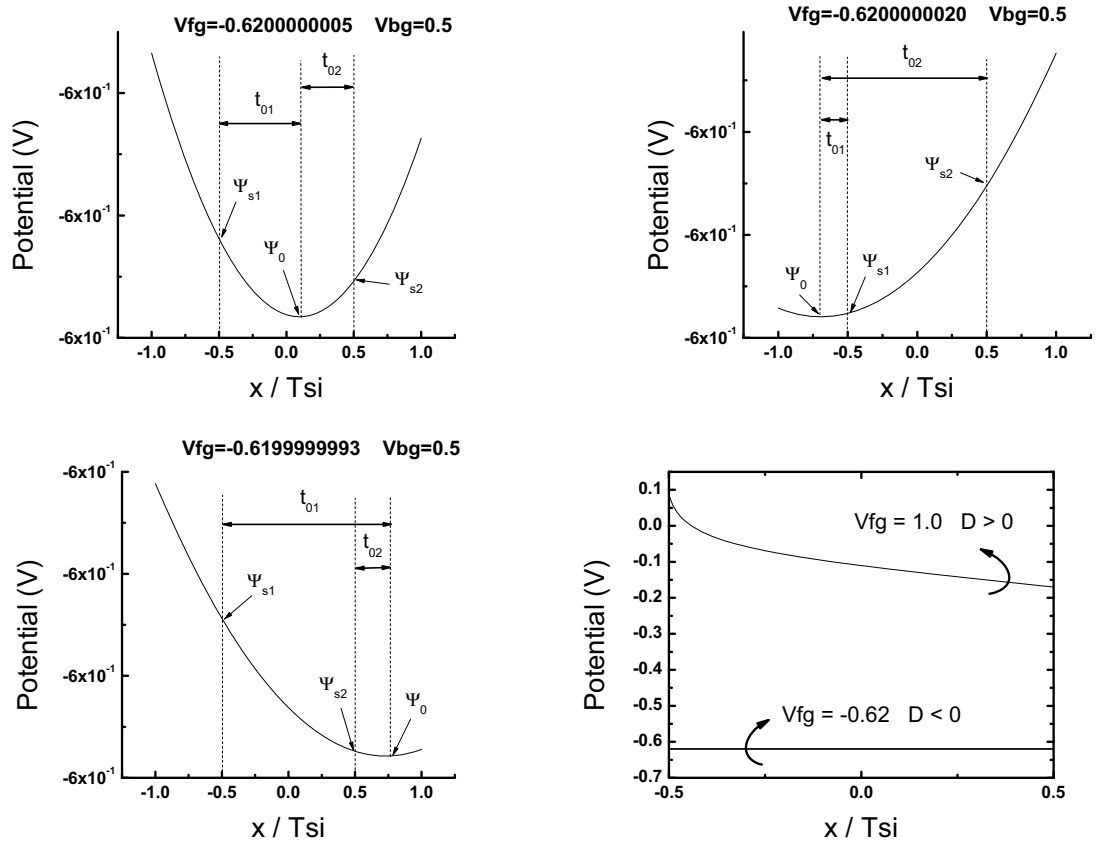 Vfg=-0.6200000005 Vbg=0.5
t02
t01
-6x10-1
Potential (V)
Ψs1
-6x10-1
Ψ0
Ψs2
-6x10-1
-1.0 -0.5 0.0 0.5 1.0
x / Tsi
Vfg=-0.6200000020 Vbg=0.5
t02
-6x10-1
t01
Potential (V)
Ψs2
-6x10-1
Ψ0
Ψs1
-6x10-1
-1.0 -0.5 0.0 0.5 1.0
x / Tsi
Vfg=-0.6199999993 Vbg=0.5
-6x10-1
t01
t02
-6x10-1
Potential (V)
Ψs1
-6x10-1
Ψs2
Ψ0
-6x10-1
-1.0 -0.5 0.0 0.5 1.0
x / Tsi
0.1
0.0
Vfg = 1.0 D > 0
-0.1
-0.2
Potential (V)
-0.3
-0.4
-0.5
Vfg = -0.62 D < 0
-0.6
-0.7
-0.5 0.0 0.5
x / Tsi